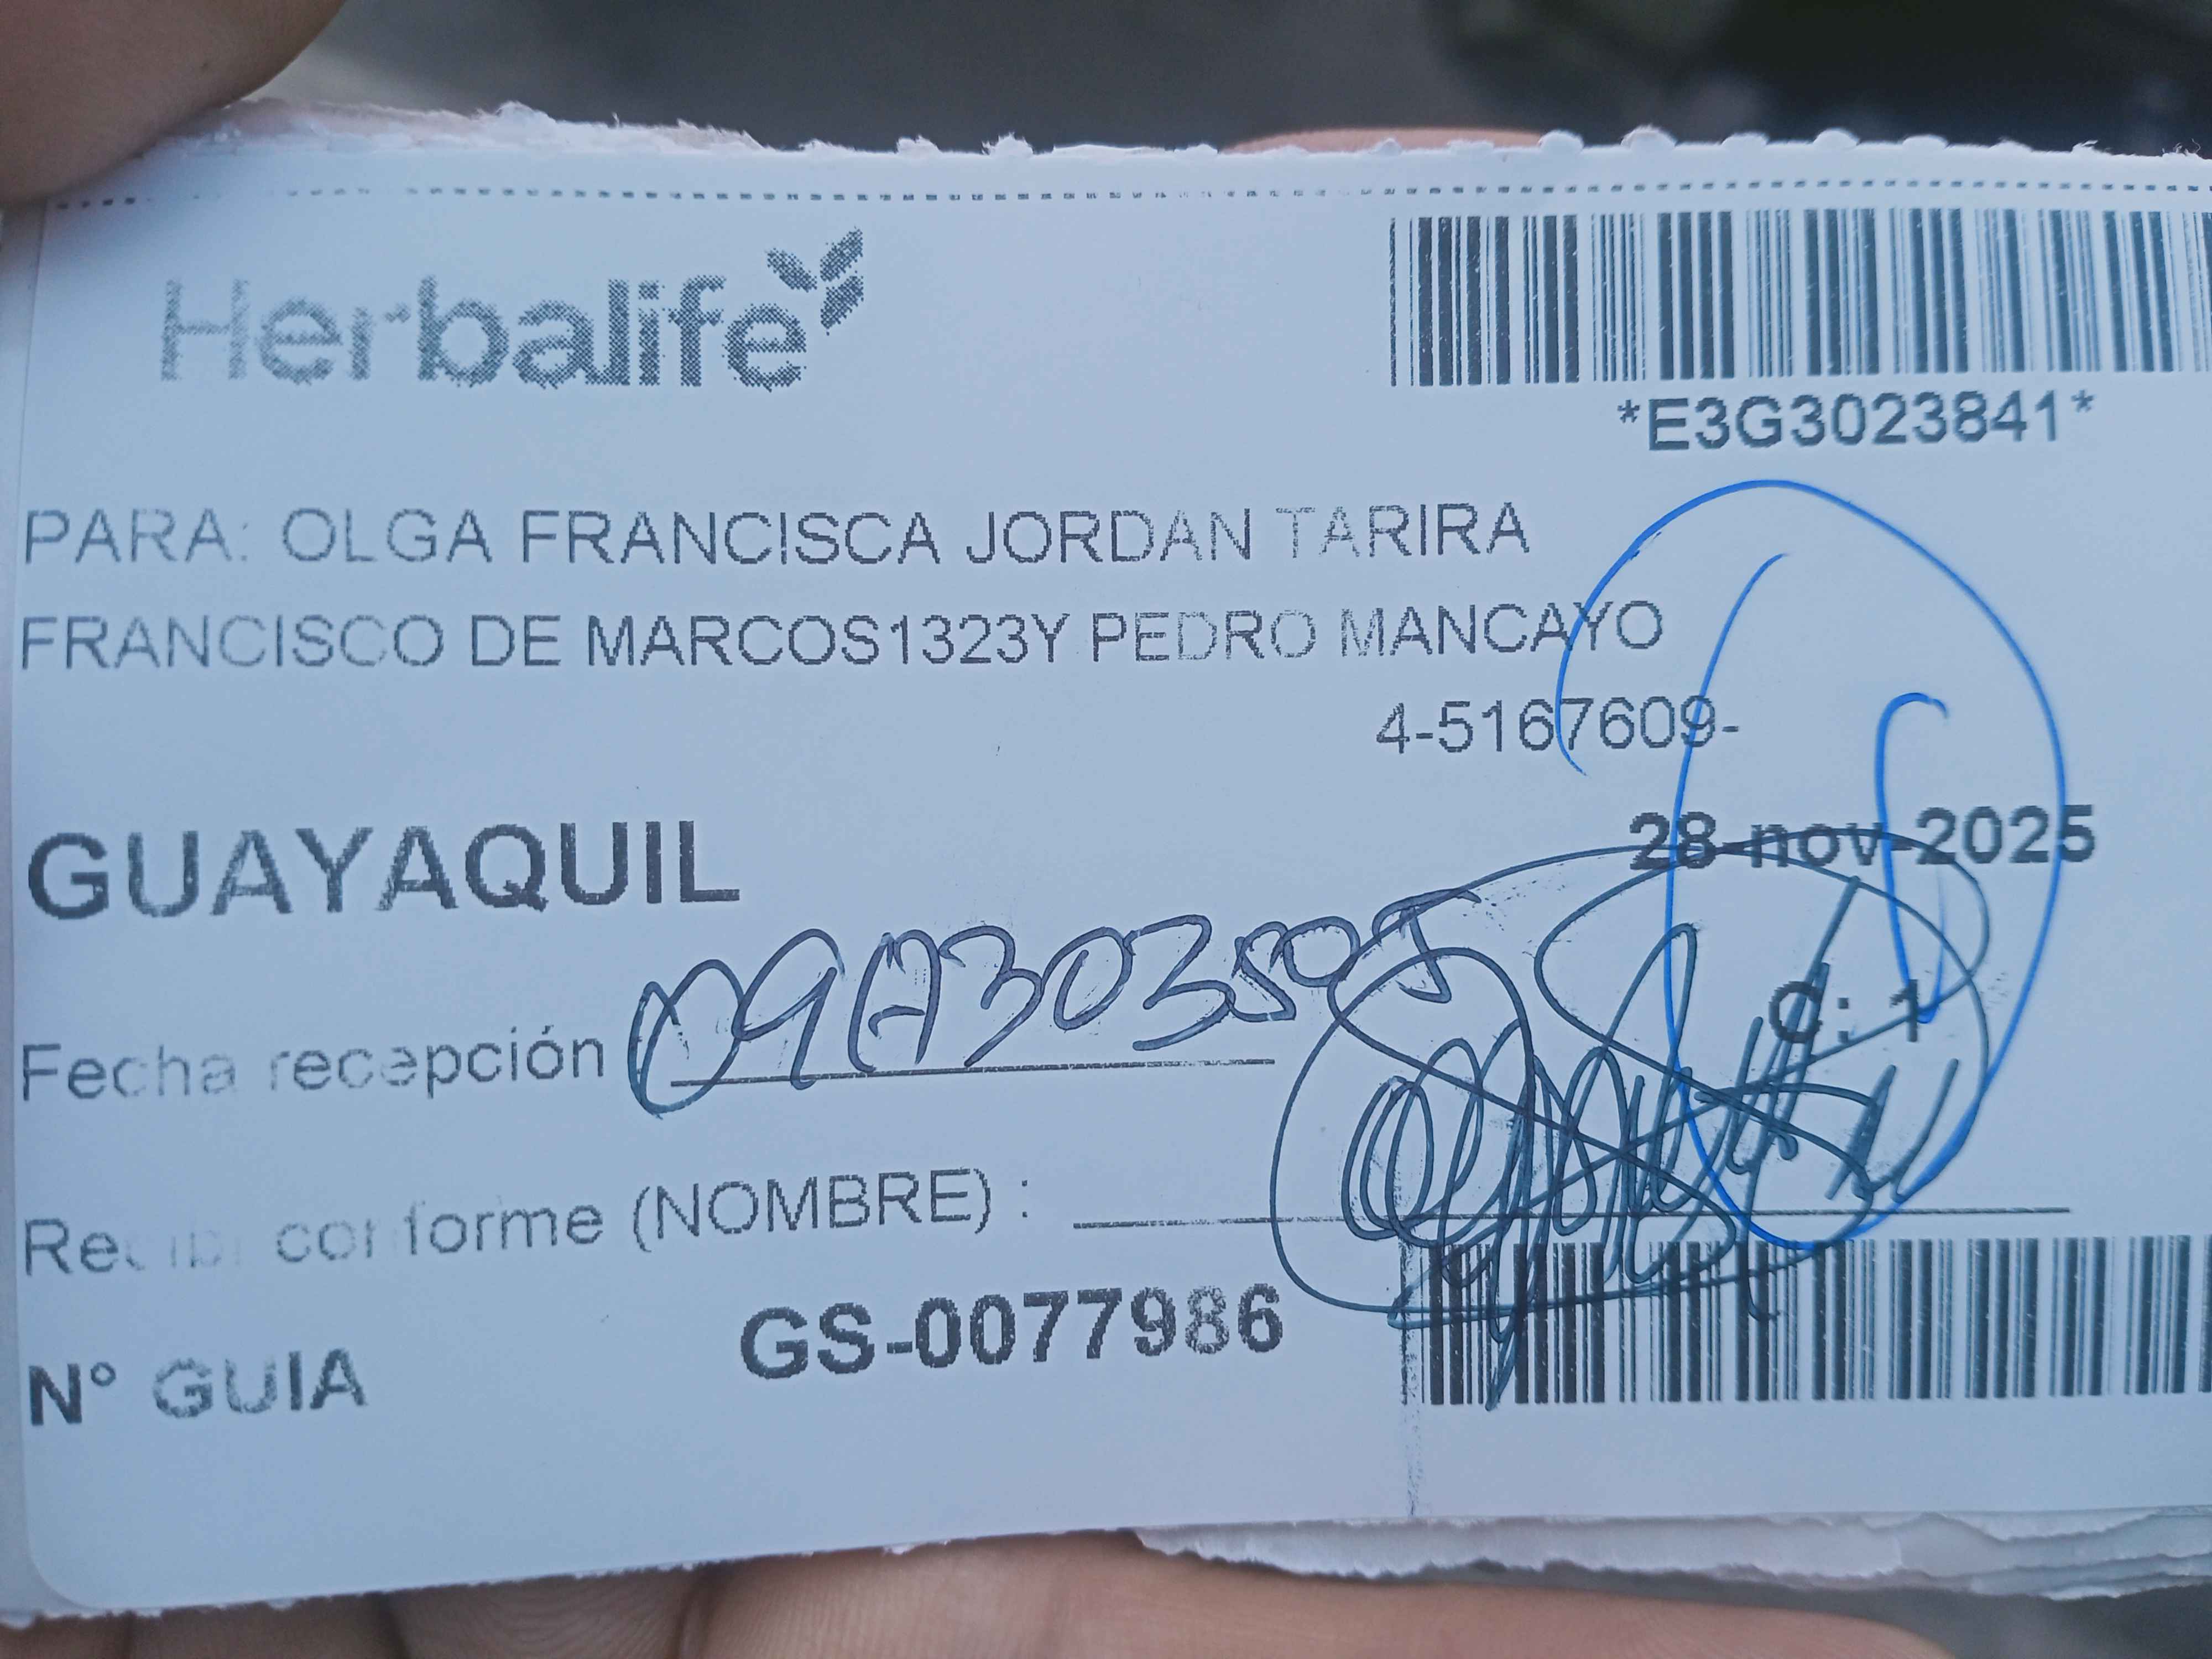 Herbalife
*E3G3023841*
PARA: OLGA FRANCISCA JORDAN TARIRA
FRANCISCO DE MARCOS1323Y PEDRO MANCAYO
4-5167609-
GUAYAQUIL
28-nov-2025
C: 1
Fecha recepción
Recibi conforme (NOMBRE) :
N° GUIA GS-0077986